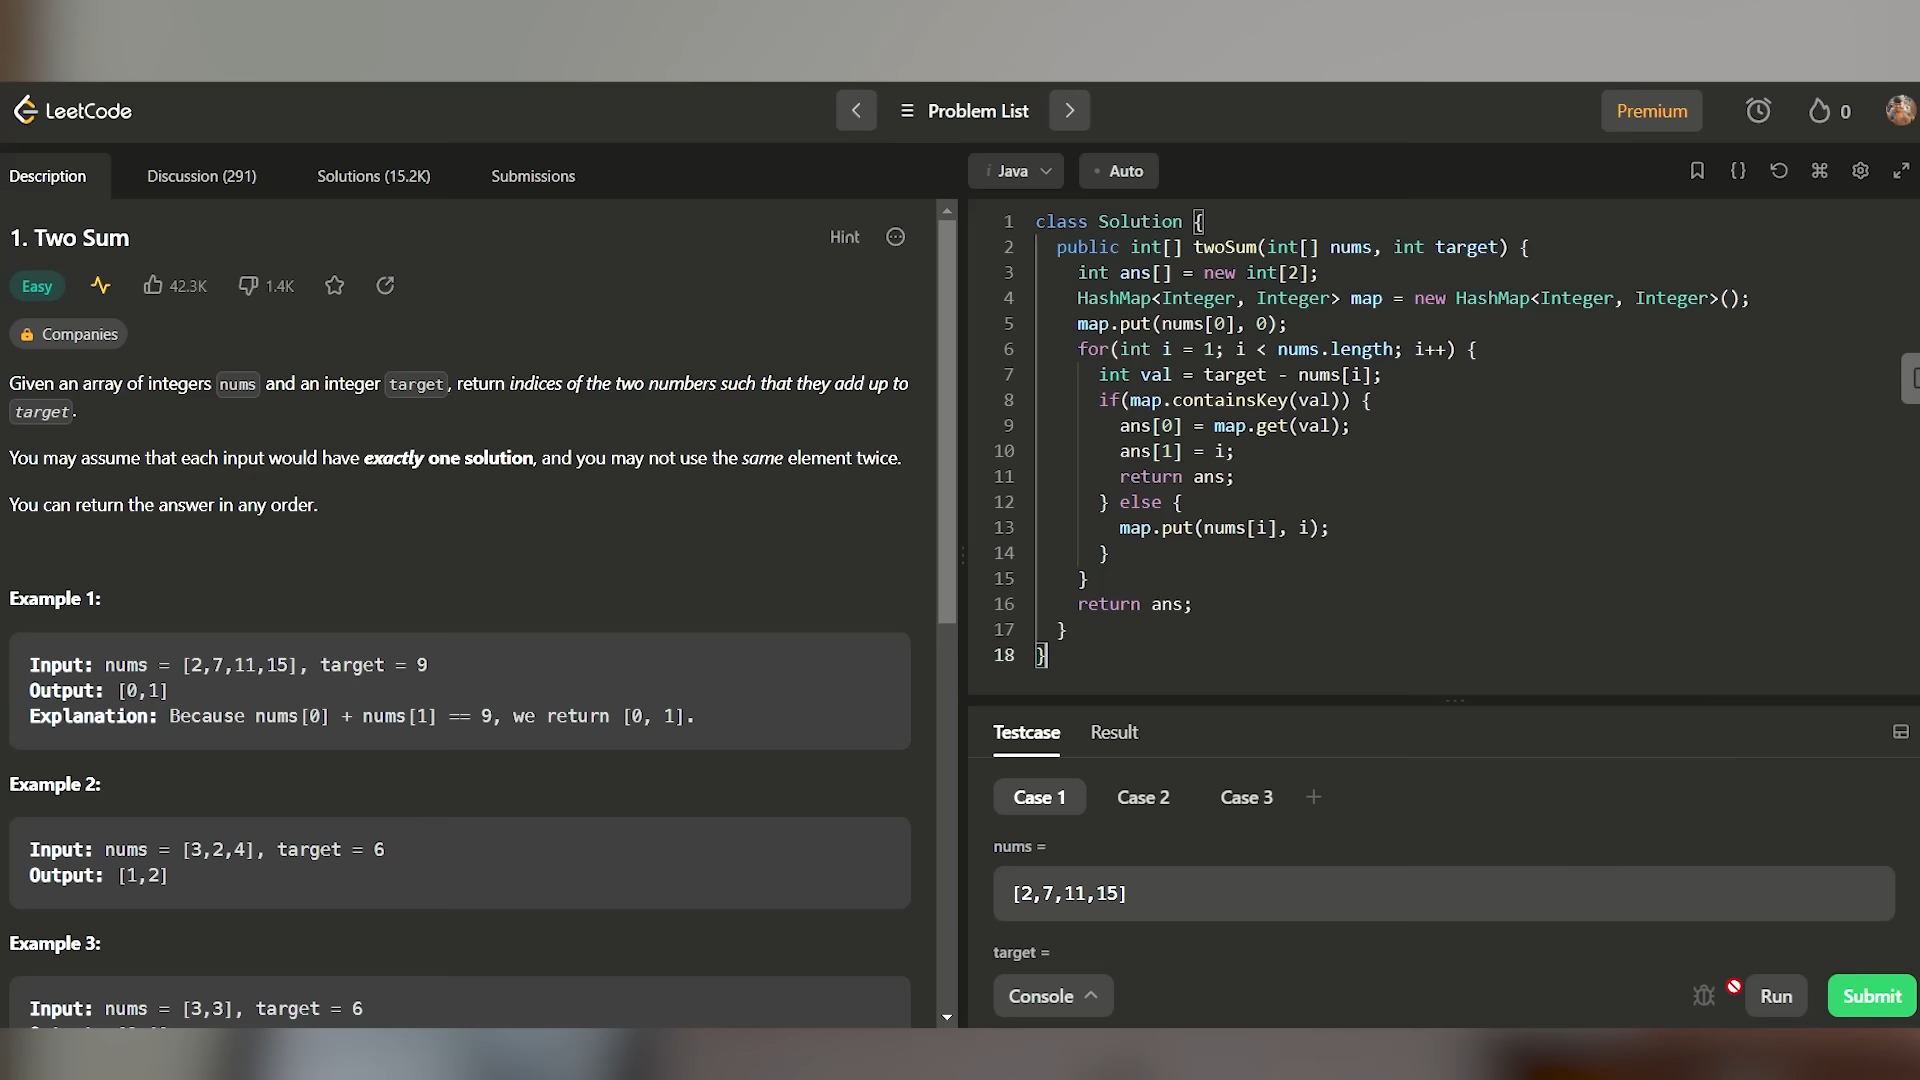 LeetCode
Problem List
Premium
0
Description
Discussion (291)
Solutions (15.2K)
Submissions
1. Two Sum
Hint
Easy
42.3K
1.4K
Companies
Given an array of integers nums and an integer target, return indices of the two numbers such that they add up to
target.
You may assume that each input would have exactly one solution, and you may not use the same element twice.
You can return the answer in any order.
Example 1:
Input: nums = [2,7,11,15], target = 9
Output: [0,1]
Explanation: Because nums[0] + nums[1] == 9, we return [0, 1].
Example 2:
Input: nums = [3,2,4], target = 6
Output: [1,2]
Example 3:
Input: nums = [3,3], target = 6
i Java
Auto
1 class Solution {
2 public int[] twoSum(int[] nums, int target) {
3 int ans[] = new int[2];
4 HashMap<Integer, Integer> map = new HashMap<Integer, Integer>();
5 map.put(nums[0], 0);
6 for(int i = 1; i < nums.length; i++) {
7 int val = target - nums[i];
8 if(map.containsKey(val)) {
9 ans[0] = map.get(val);
10 ans[1] = i;
11 return ans;
12 } else {
13 map.put(nums[i], i);
14 }
15 }
16 return ans;
17 }
18 }
Testcase
Result
Case 1
Case 2
Case 3
nums =
[2,7,11,15]
target =
Console
Run
Submit